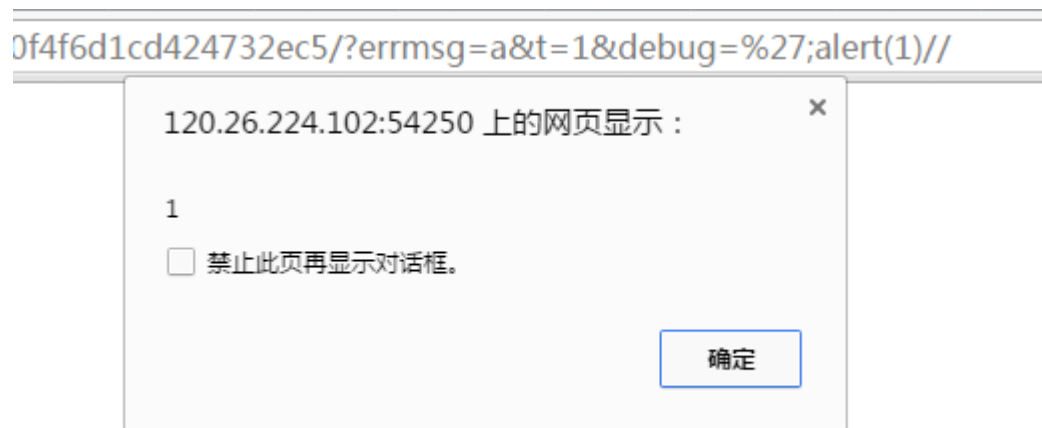 0f4f6d1cd424732ec5/?errmsg=a&t=1&debug=%27;alert(1)//
120.26.224.102:54250 上的网页显示：
1
禁止此页再显示对话框。
确定